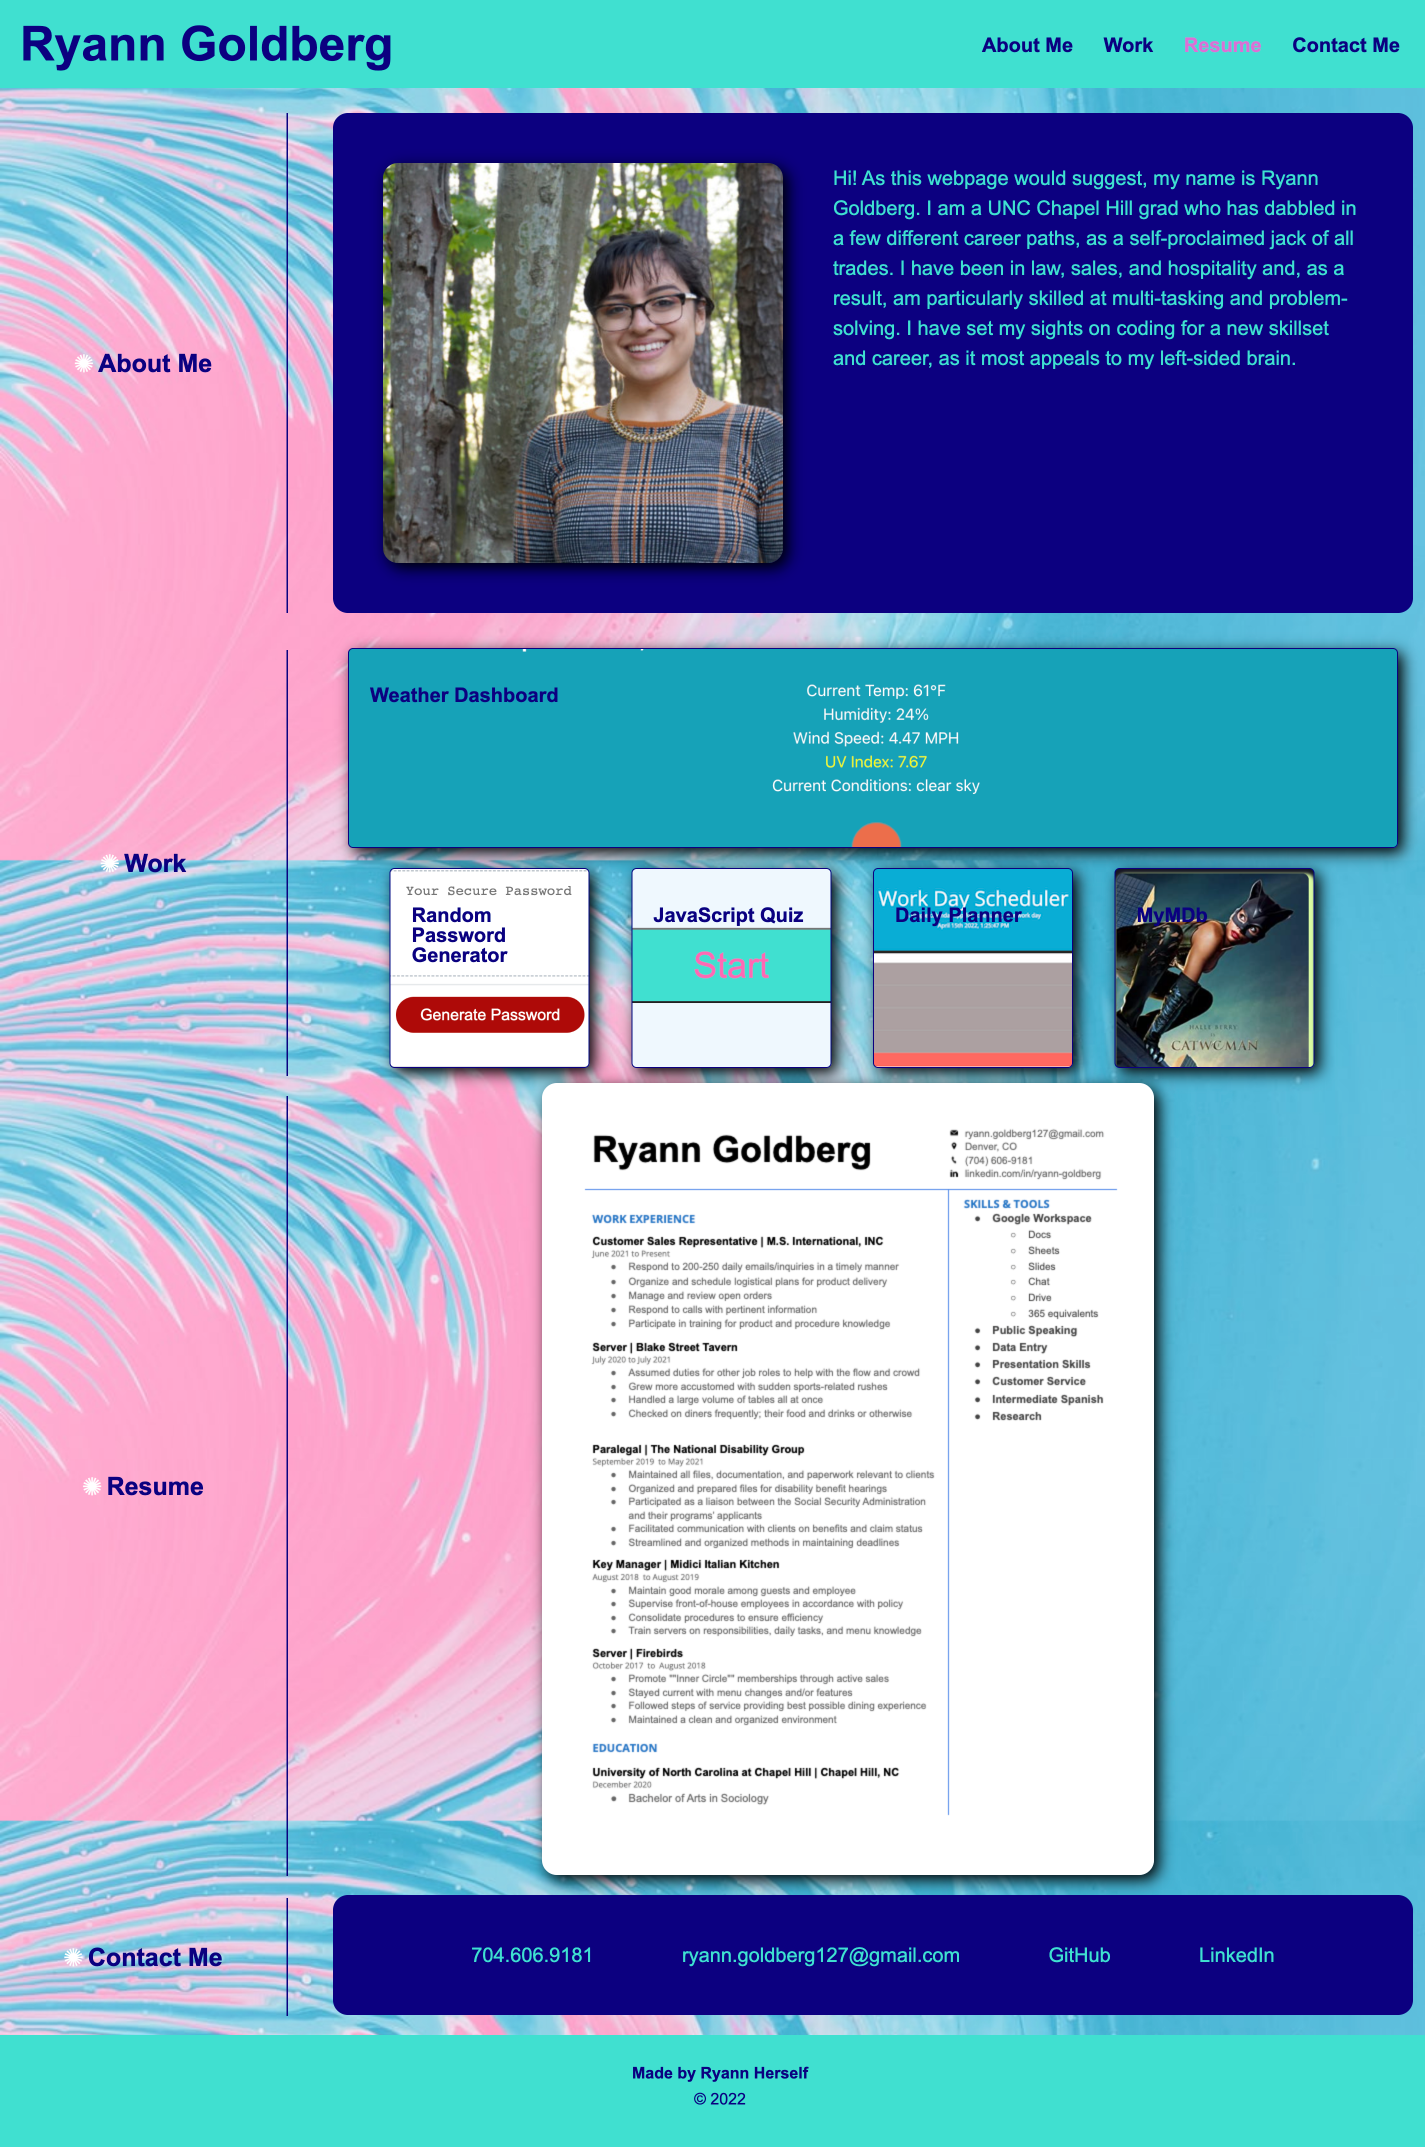 Ryann Goldberg
About Me
Work
Resume
Contact Me
About Me
Hi! As this webpage would suggest, my name is Ryann
Goldberg. I am a UNC Chapel Hill grad who has dabbled in
a few different career paths, as a self-proclaimed jack of all
trades. I have been in law, sales, and hospitality and, as a
result, am particularly skilled at multi-tasking and problem-
solving. I have set my sights on coding for a new skillset
and career, as it most appeals to my left-sided brain.
Work
Weather Dashboard
Current Temp: 61°F
Humidity: 24%
Wind Speed: 4.47 MPH
UV Index: 7.67
Current Conditions: clear sky
Your Secure Password
Random
Password
Generator
Generate Password
JavaScript Quiz
Start
Work Day Scheduler
Daily Planner
April 15th 2022, 1:25:47 PM
MyMDb
HALLE BERRY
CATWOMAN
Resume
Ryann Goldberg
ryann.goldberg127@gmail.com
Denver, CO
(704) 606-9181
linkedin.com/in/ryann-goldberg
WORK EXPERIENCE
Customer Sales Representative | M.S. International, INC
June 2021 to Present
● Respond to 200-250 daily emails/inquiries in a timely manner
● Organize and schedule logistical plans for product delivery
● Manage and review open orders
● Respond to calls with pertinent information
● Participate in training for product and procedure knowledge
Server | Blake Street Tavern
July 2020 to July 2021
● Assumed duties for other job roles to help with the flow and crowd
● Grew more accustomed with sudden sports-related rushes
● Handled a large volume of tables all at once
● Checked on diners frequently; their food and drinks or otherwise
Paralegal | The National Disability Group
September 2019 to May 2021
● Maintained all files, documentation, and paperwork relevant to clients
● Organized and prepared files for disability benefit hearings
● Participated as a liaison between the Social Security Administration
and their programs' applicants
● Facilitated communication with clients on benefits and claim status
● Streamlined and organized methods in maintaining deadlines
Key Manager | Midici Italian Kitchen
August 2018 to August 2019
● Maintain good morale among guests and employee
● Supervise front-of-house employees in accordance with policy
● Consolidate procedures to ensure efficiency
● Train servers on responsibilities, daily tasks, and menu knowledge
Server | Firebirds
October 2017 to August 2018
● Promote ""Inner Circle"" memberships through active sales
● Stayed current with menu changes and/or features
● Followed steps of service providing best possible dining experience
● Maintained a clean and organized environment
EDUCATION
University of North Carolina at Chapel Hill | Chapel Hill, NC
December 2020
● Bachelor of Arts in Sociology
SKILLS & TOOLS
● Google Workspace
○ Docs
○ Sheets
○ Slides
○ Chat
○ Drive
○ 365 equivalents
● Public Speaking
● Data Entry
● Presentation Skills
● Customer Service
● Intermediate Spanish
● Research
Contact Me
704.606.9181
ryann.goldberg127@gmail.com
GitHub
LinkedIn
Made by Ryann Herself
© 2022